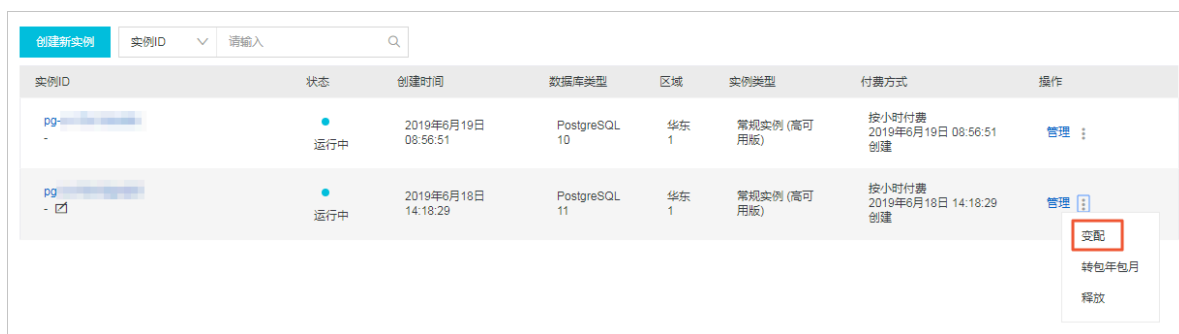 创建新实例 实例ID 请输入
实例ID 状态 创建时间 数据库类型 区域 实例类型 付费方式 操作
pg-
-
运行中
2019年6月19日
08:56:51
PostgreSQL
10
华东
1
常规实例 (高可
用版)
按小时付费
2019年6月19日 08:56:51
创建
管理
pg
-
运行中
2019年6月18日
14:18:29
PostgreSQL
11
华东
1
常规实例 (高可
用版)
按小时付费
2019年6月18日 14:18:29
创建
管理
变配
转包年包月
释放